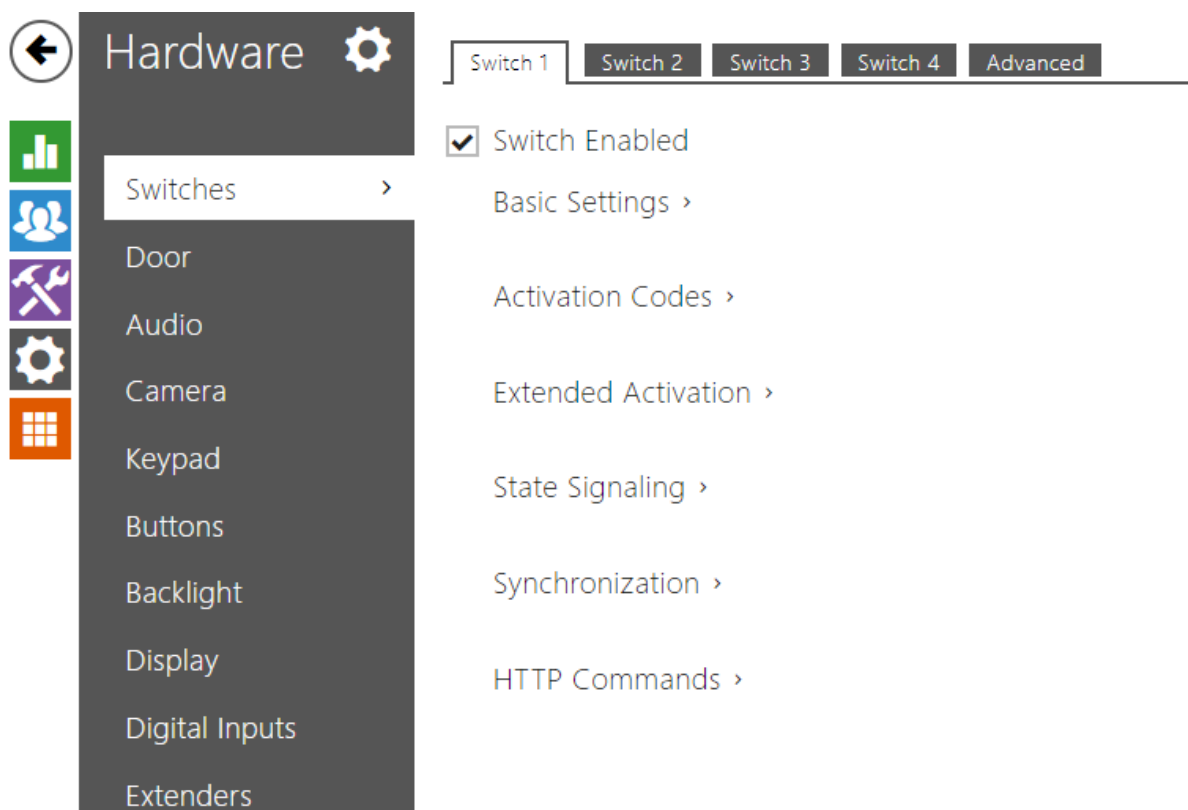 Hardware
Switches
Door
Audio
Camera
Keypad
Buttons
Backlight
Display
Digital Inputs
Extenders
Switch 1
Switch 2
Switch 3
Switch 4
Advanced
Switch Enabled
Basic Settings
Activation Codes
Extended Activation
State Signaling
Synchronization
HTTP Commands